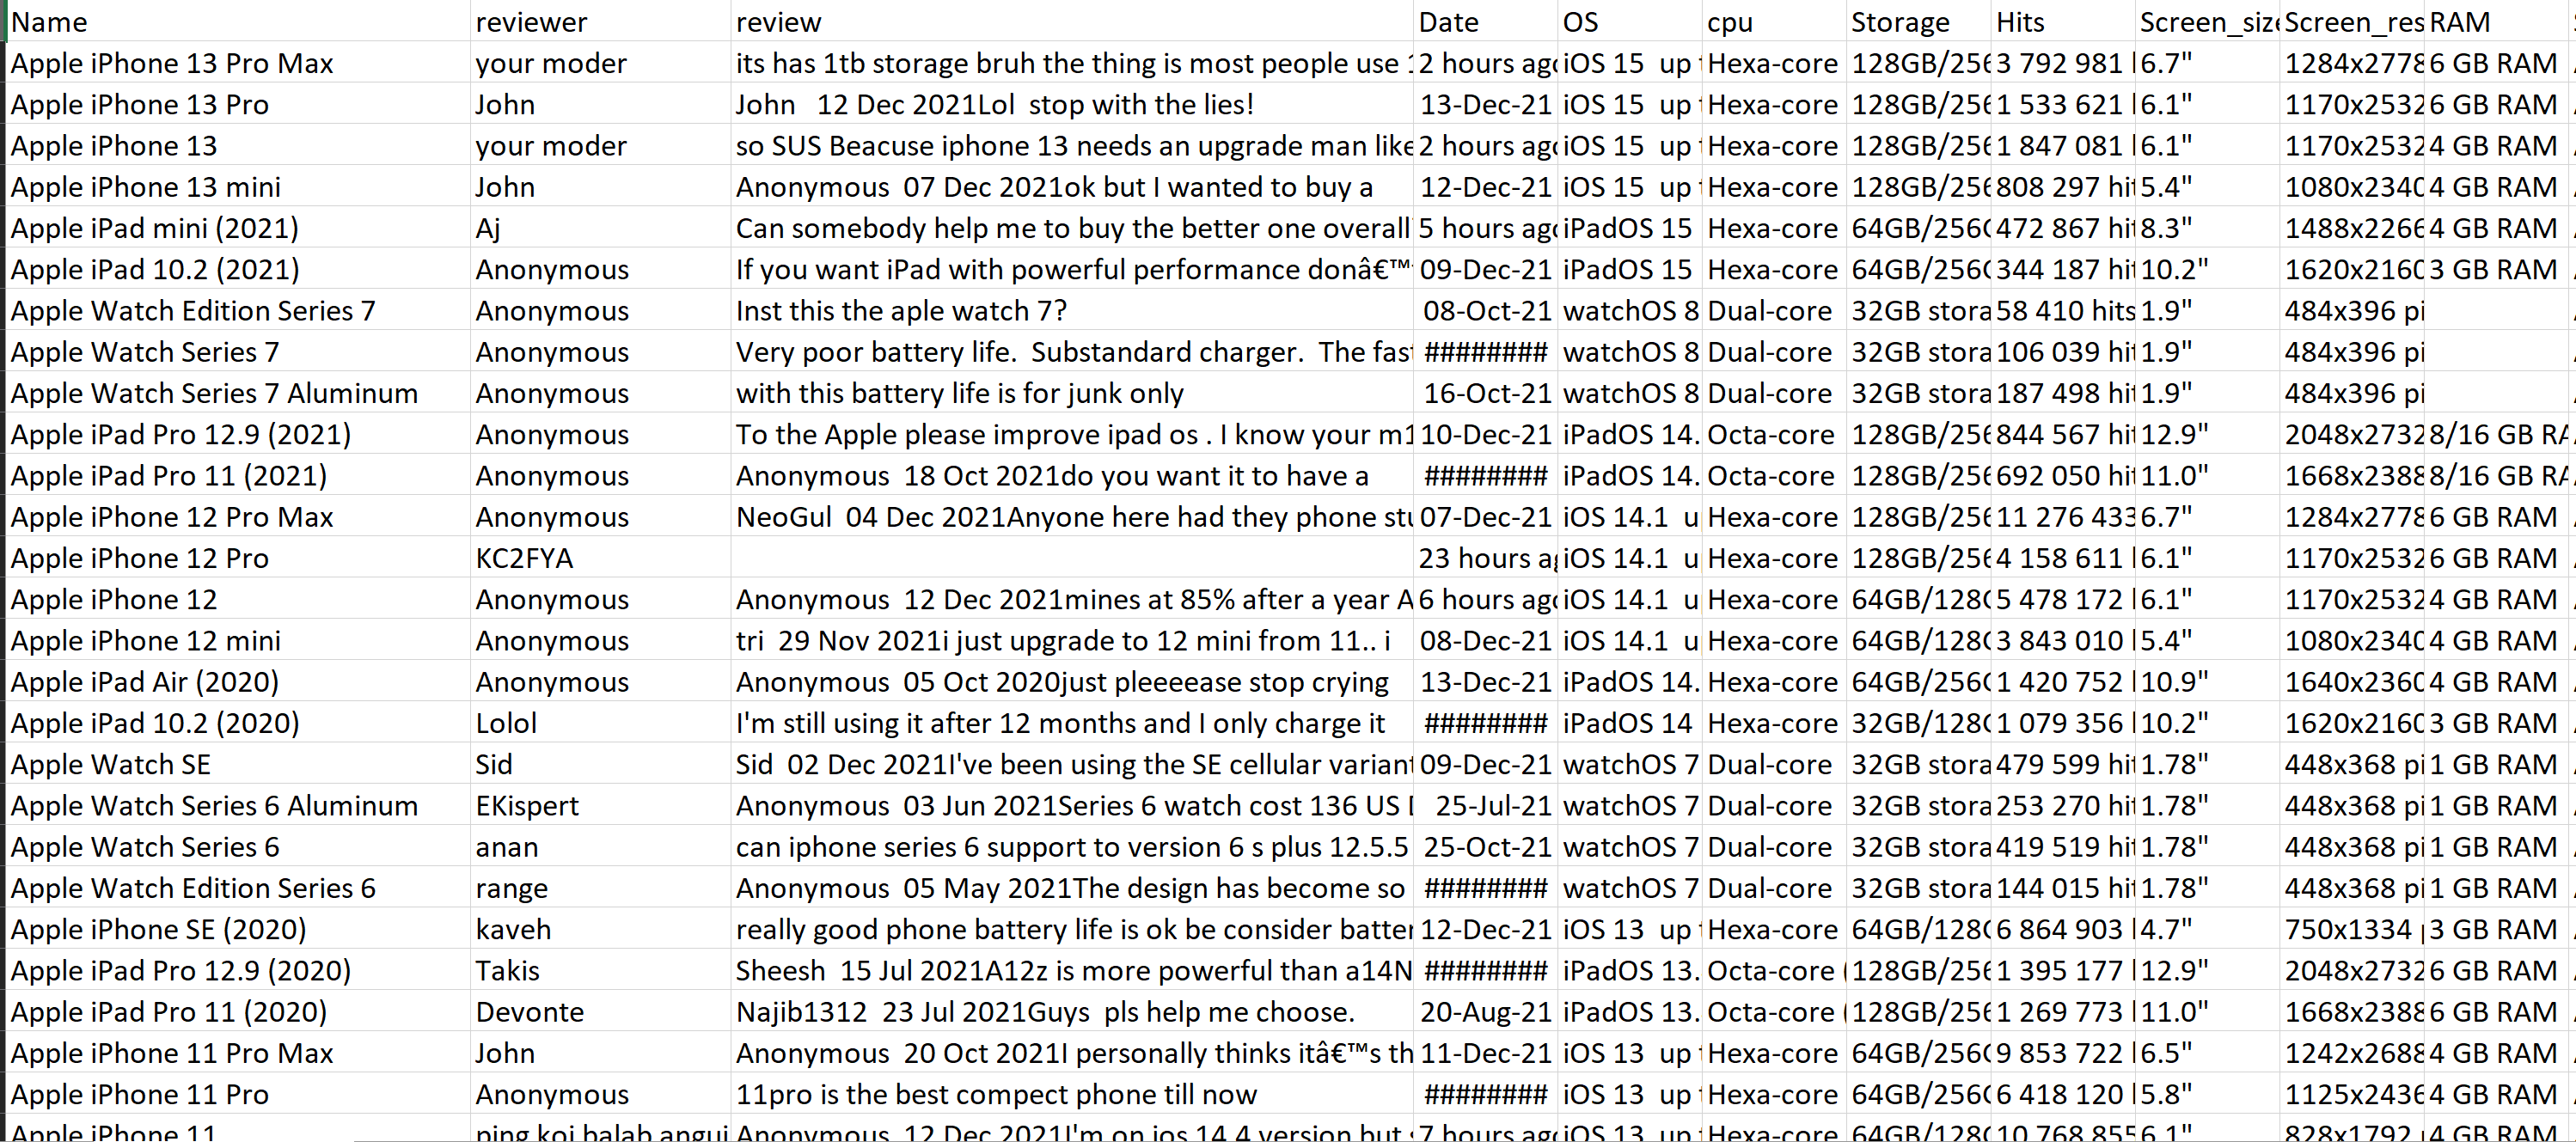 Name reviewer review Date OS cpu Storage Hits Screen_size Screen_res RAM
Apple iPhone 13 Pro Max your moder its has 1tb storage bruh the thing is most people use 1 2 hours ago iOS 15 up Hexa-core 128GB/256 3 792 981 6.7" 1284x2778 6 GB RAM
Apple iPhone 13 Pro John John 12 Dec 2021Lol stop with the lies! 13-Dec-21 iOS 15 up Hexa-core 128GB/256 1 533 621 6.1" 1170x2532 6 GB RAM
Apple iPhone 13 your moder so SUS Beacuse iphone 13 needs an upgrade man like 2 hours ago iOS 15 up Hexa-core 128GB/256 1 847 081 6.1" 1170x2532 4 GB RAM
Apple iPhone 13 mini John Anonymous 07 Dec 2021ok but I wanted to buy a 12-Dec-21 iOS 15 up Hexa-core 128GB/256 808 297 hit 5.4" 1080x2340 4 GB RAM
Apple iPad mini (2021) Aj Can somebody help me to buy the better one overall 5 hours ago iPadOS 15 Hexa-core 64GB/256G 472 867 hit 8.3" 1488x2266 4 GB RAM
Apple iPad 10.2 (2021) Anonymous If you want iPad with powerful performance donâ€™ 09-Dec-21 iPadOS 15 Hexa-core 64GB/256G 344 187 hit 10.2" 1620x2160 3 GB RAM
Apple Watch Edition Series 7 Anonymous Inst this the aple watch 7? 08-Oct-21 watchOS 8 Dual-core 32GB stora 58 410 hits 1.9" 484x396 pi
Apple Watch Series 7 Anonymous Very poor battery life. Substandard charger. The fast ######## watchOS 8 Dual-core 32GB stora 106 039 hit 1.9" 484x396 pi
Apple Watch Series 7 Aluminum Anonymous with this battery life is for junk only 16-Oct-21 watchOS 8 Dual-core 32GB stora 187 498 hit 1.9" 484x396 pi
Apple iPad Pro 12.9 (2021) Anonymous To the Apple please improve ipad os . I know your m1 10-Dec-21 iPadOS 14. Octa-core 128GB/256 844 567 hit 12.9" 2048x2732 8/16 GB RA
Apple iPad Pro 11 (2021) Anonymous Anonymous 18 Oct 2021do you want it to have a ######## iPadOS 14. Octa-core 128GB/256 692 050 hit 11.0" 1668x2388 8/16 GB RA
Apple iPhone 12 Pro Max Anonymous NeoGul 04 Dec 2021Anyone here had they phone stu 07-Dec-21 iOS 14.1 u Hexa-core 128GB/256 11 276 433 6.7" 1284x2778 6 GB RAM
Apple iPhone 12 Pro KC2FYA 23 hours ag iOS 14.1 u Hexa-core 128GB/256 4 158 611 6.1" 1170x2532 6 GB RAM
Apple iPhone 12 Anonymous Anonymous 12 Dec 2021mines at 85% after a year A 6 hours ago iOS 14.1 u Hexa-core 64GB/128G 5 478 172 6.1" 1170x2532 4 GB RAM
Apple iPhone 12 mini Anonymous tri 29 Nov 2021i just upgrade to 12 mini from 11.. i 08-Dec-21 iOS 14.1 u Hexa-core 64GB/128G 3 843 010 5.4" 1080x2340 4 GB RAM
Apple iPad Air (2020) Anonymous Anonymous 05 Oct 2020just pleeeease stop crying 13-Dec-21 iPadOS 14. Hexa-core 64GB/256G 1 420 752 10.9" 1640x2360 4 GB RAM
Apple iPad 10.2 (2020) Lolol I'm still using it after 12 months and I only charge it ######## iPadOS 14 Hexa-core 32GB/128G 1 079 356 10.2" 1620x2160 3 GB RAM
Apple Watch SE Sid Sid 02 Dec 2021I've been using the SE cellular variant 09-Dec-21 watchOS 7 Dual-core 32GB stora 479 599 hit 1.78" 448x368 pi 1 GB RAM
Apple Watch Series 6 Aluminum EKispert Anonymous 03 Jun 2021Series 6 watch cost 136 US 25-Jul-21 watchOS 7 Dual-core 32GB stora 253 270 hit 1.78" 448x368 pi 1 GB RAM
Apple Watch Series 6 anan can iphone series 6 support to version 6 s plus 12.5.5 25-Oct-21 watchOS 7 Dual-core 32GB stora 419 519 hit 1.78" 448x368 pi 1 GB RAM
Apple Watch Edition Series 6 range Anonymous 05 May 2021The design has become so ######## watchOS 7 Dual-core 32GB stora 144 015 hit 1.78" 448x368 pi 1 GB RAM
Apple iPhone SE (2020) kaveh really good phone battery life is ok be consider batter 12-Dec-21 iOS 13 up Hexa-core 64GB/128G 6 864 903 4.7" 750x1334 3 GB RAM
Apple iPad Pro 12.9 (2020) Takis Sheesh 15 Jul 2021A12z is more powerful than a14N ######## iPadOS 13. Octa-core ( 128GB/256 1 395 177 12.9" 2048x2732 6 GB RAM
Apple iPad Pro 11 (2020) Devonte Najib1312 23 Jul 2021Guys pls help me choose. 20-Aug-21 iPadOS 13. Octa-core ( 128GB/256 1 269 773 11.0" 1668x2388 6 GB RAM
Apple iPhone 11 Pro Max John Anonymous 20 Oct 2021I personally thinks itâ€™s th 11-Dec-21 iOS 13 up Hexa-core 64GB/256G 9 853 722 6.5" 1242x2688 4 GB RAM
Apple iPhone 11 Pro Anonymous 11pro is the best compect phone till now ######## iOS 13 up Hexa-core 64GB/256G 6 418 120 5.8" 1125x2436 4 GB RAM
Apple iPhone 11 ping koi balab angui Anonymous 12 Dec 2021I'm on ios 14.4 version but 7 hours ago iOS 13 up Hexa-core 64GB/128G 10 768 855 6.1" 828x1792 4 GB RAM